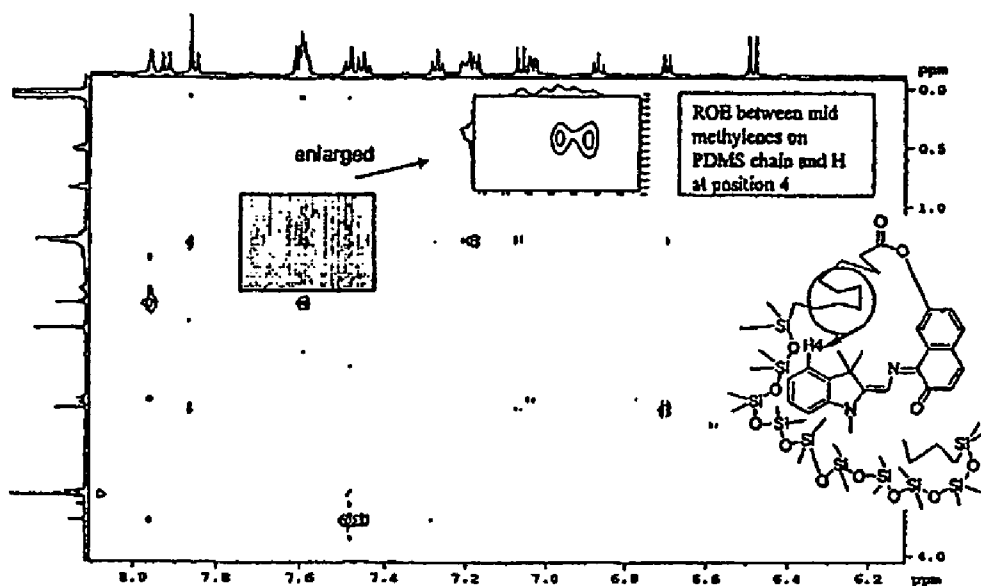 ppm
0.0
ROE between mid
methylenes on
PDMS chain and H
at position 4
enlarged
0.5
1.0
O
O
Si
O
H4
Si
N
O
Si
N
O
Si
O
Si
Si
O
Si
O
Si
O
Si
O
Si
O
Si
O
4.0
8.0 7.8 7.6 7.4 7.2 7.0 6.8 6.6 6.4 6.2 ppm